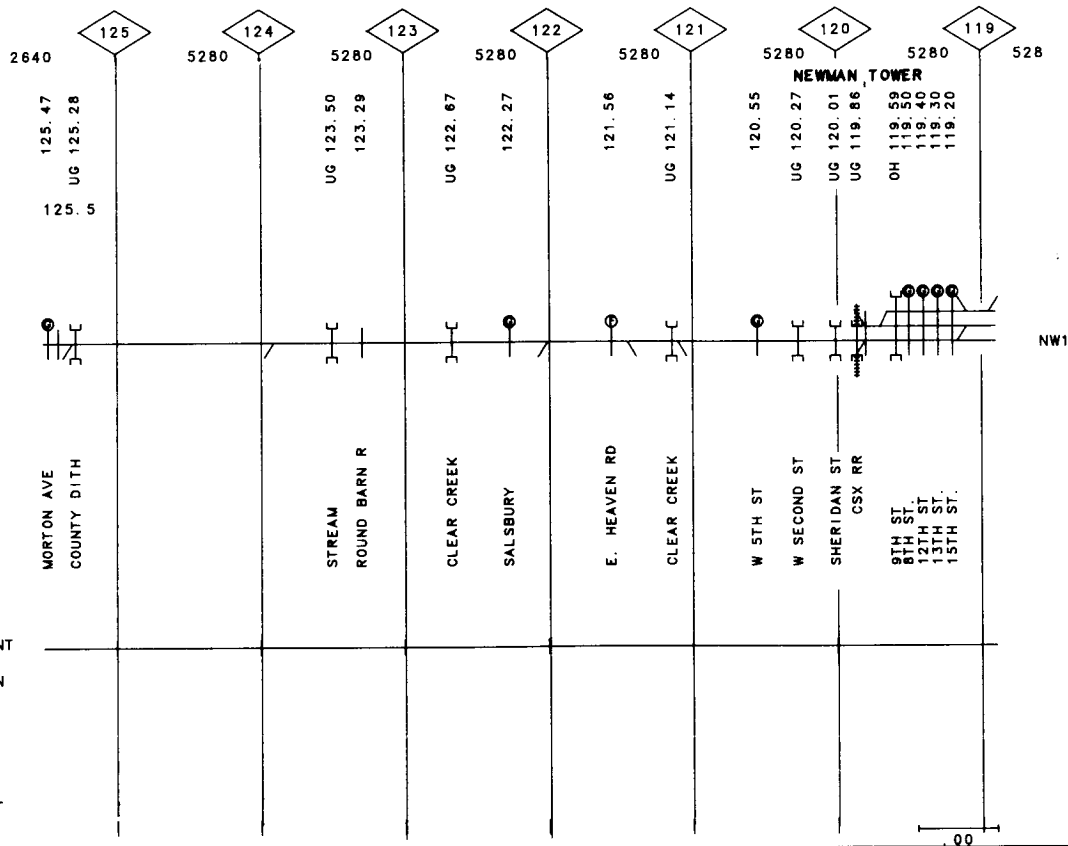 125 124 123 122 121 120 119
2640 5280 5280 5280 5280 5280 5280 528
NEWMAN TOWER
125.47
UG 125.28
UG 123.50
123.29
UG 122.67
122.27
121.56
UG 121.14
120.55
UG 120.27
UG 120.01
UG 119.86
OH 119.59
119.50
119.40
119.30
119.20
125.5
G G F G G G G G
NW1
MORTON AVE
COUNTY DITH
STREAM
ROUND BARN R
CLEAR CREEK
SALSBURY
E. HEAVEN RD
CLEAR CREEK
W 5TH ST
W SECOND ST
SHERIDAN ST
CSX RR
9TH ST
8TH ST.
12TH ST
13TH ST.
15TH ST.
NT
N
.00